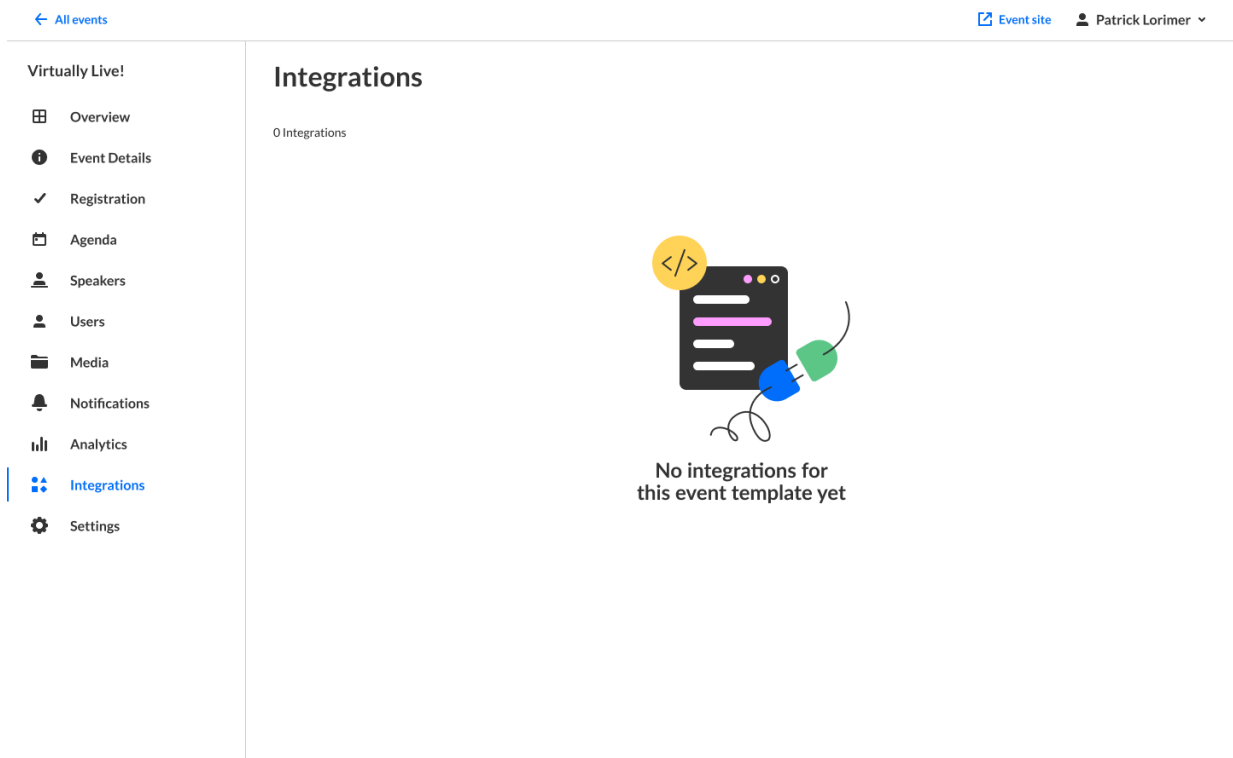 All events
Event site
Patrick Lorimer
Virtually Live!
Overview
Event Details
Registration
Agenda
Speakers
Users
Media
Notifications
Analytics
Integrations
Settings
Integrations
0 Integrations
</>
No integrations for
this event template yet